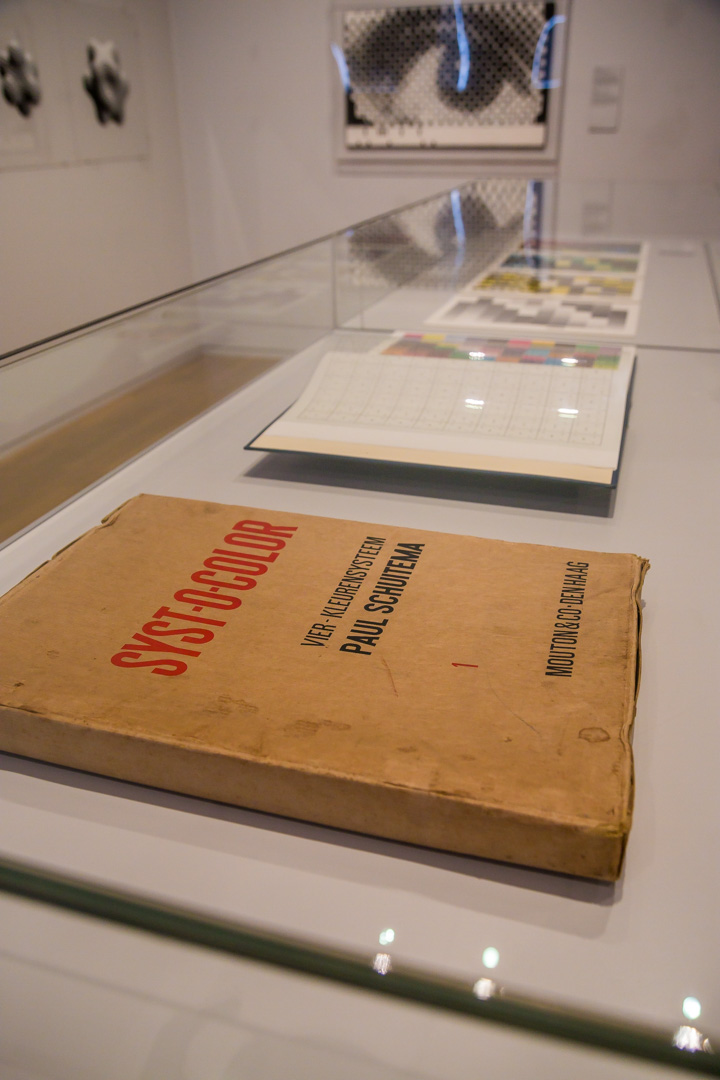 SYST-O-COLOR
VIER-KLEURENSYSTEEM
PAUL SCHUITEMA
1
MOUTON & CO·DEN HAAG